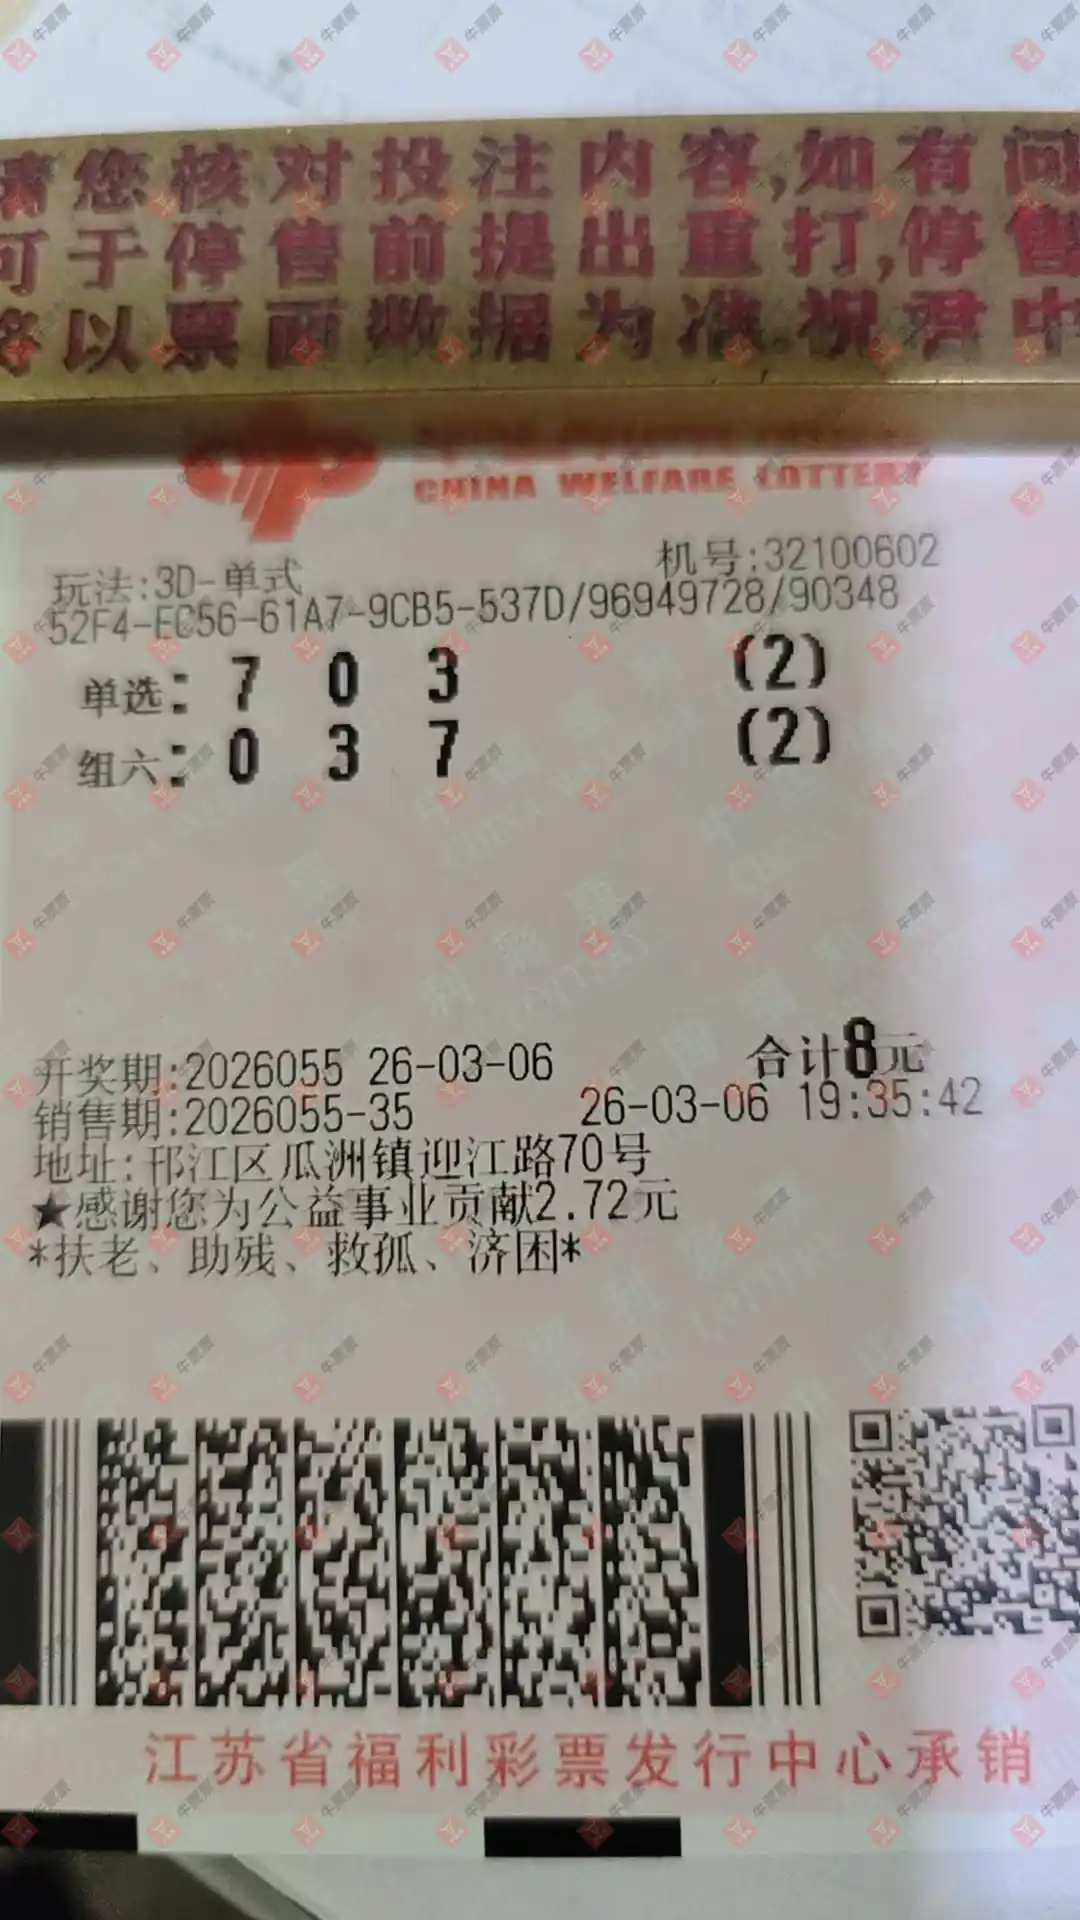 请您核对投注内容,如有问
可于停售前提出重打,停售
将以票面数据为准.祝君中
CHINA WELFARE LOTTERY
玩法:3D-单式
机号:32100602
52F4-EC56-61A7-9CB5-537D/96949728/90348
单选: 7 0 3 (2)
组六: 0 3 7 (2)
开奖期:2026055 26-03-06 合计8元
销售期:2026055-35 26-03-06 19:35:42
地址:邗江区瓜洲镇迎江路70号
★感谢您为公益事业贡献2.72元
*扶老、助残、救孤、济困*
江苏省福利彩票发行中心承销